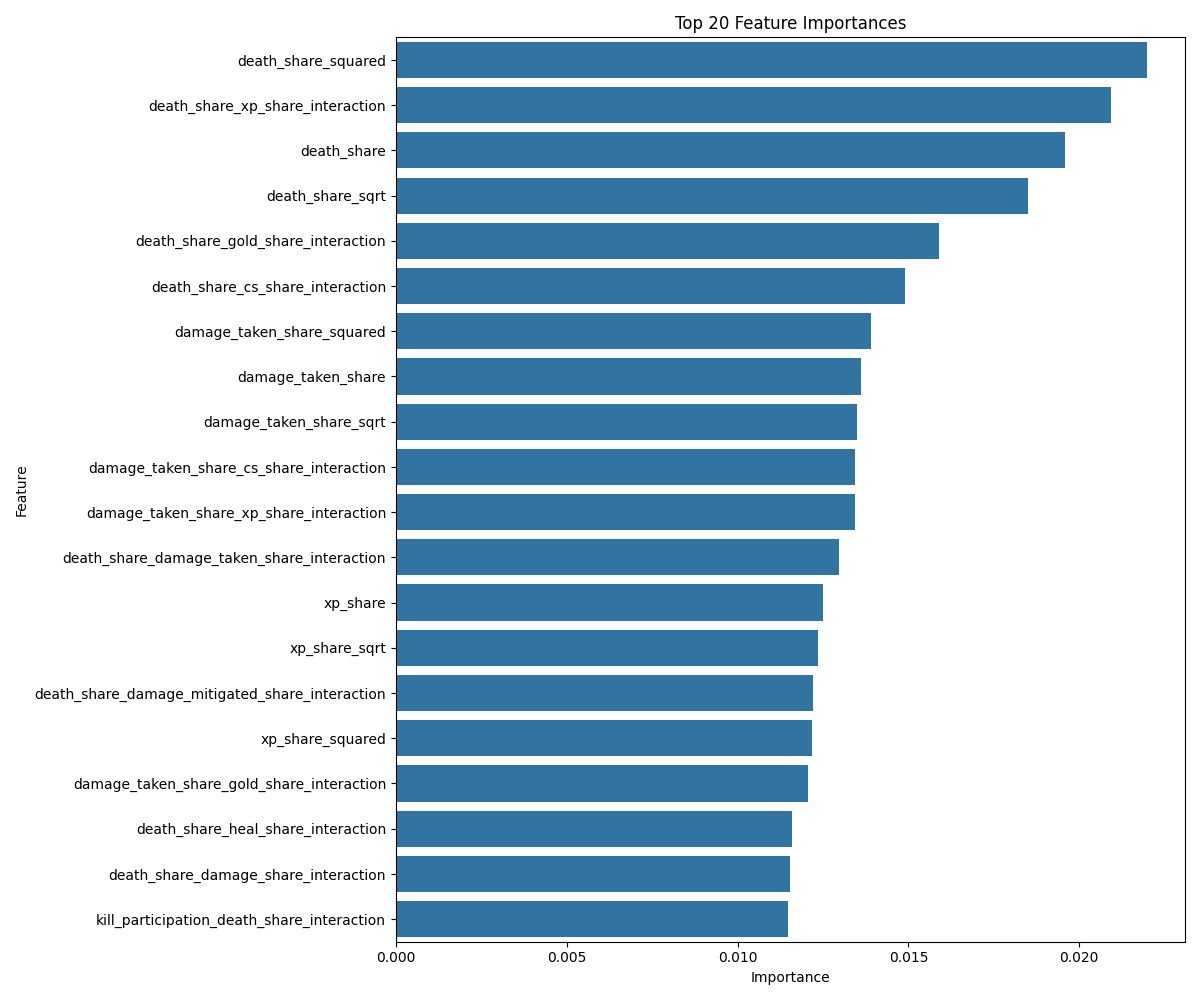 Top 20 Feature Importances
Feature
death_share_squared
death_share_xp_share_interaction
death_share
death_share_sqrt
death_share_gold_share_interaction
death_share_cs_share_interaction
damage_taken_share_squared
damage_taken_share
damage_taken_share_sqrt
damage_taken_share_cs_share_interaction
damage_taken_share_xp_share_interaction
death_share_damage_taken_share_interaction
xp_share
xp_share_sqrt
death_share_damage_mitigated_share_interaction
xp_share_squared
damage_taken_share_gold_share_interaction
death_share_heal_share_interaction
death_share_damage_share_interaction
kill_participation_death_share_interaction
0.000 0.005 0.010 0.015 0.020
Importance